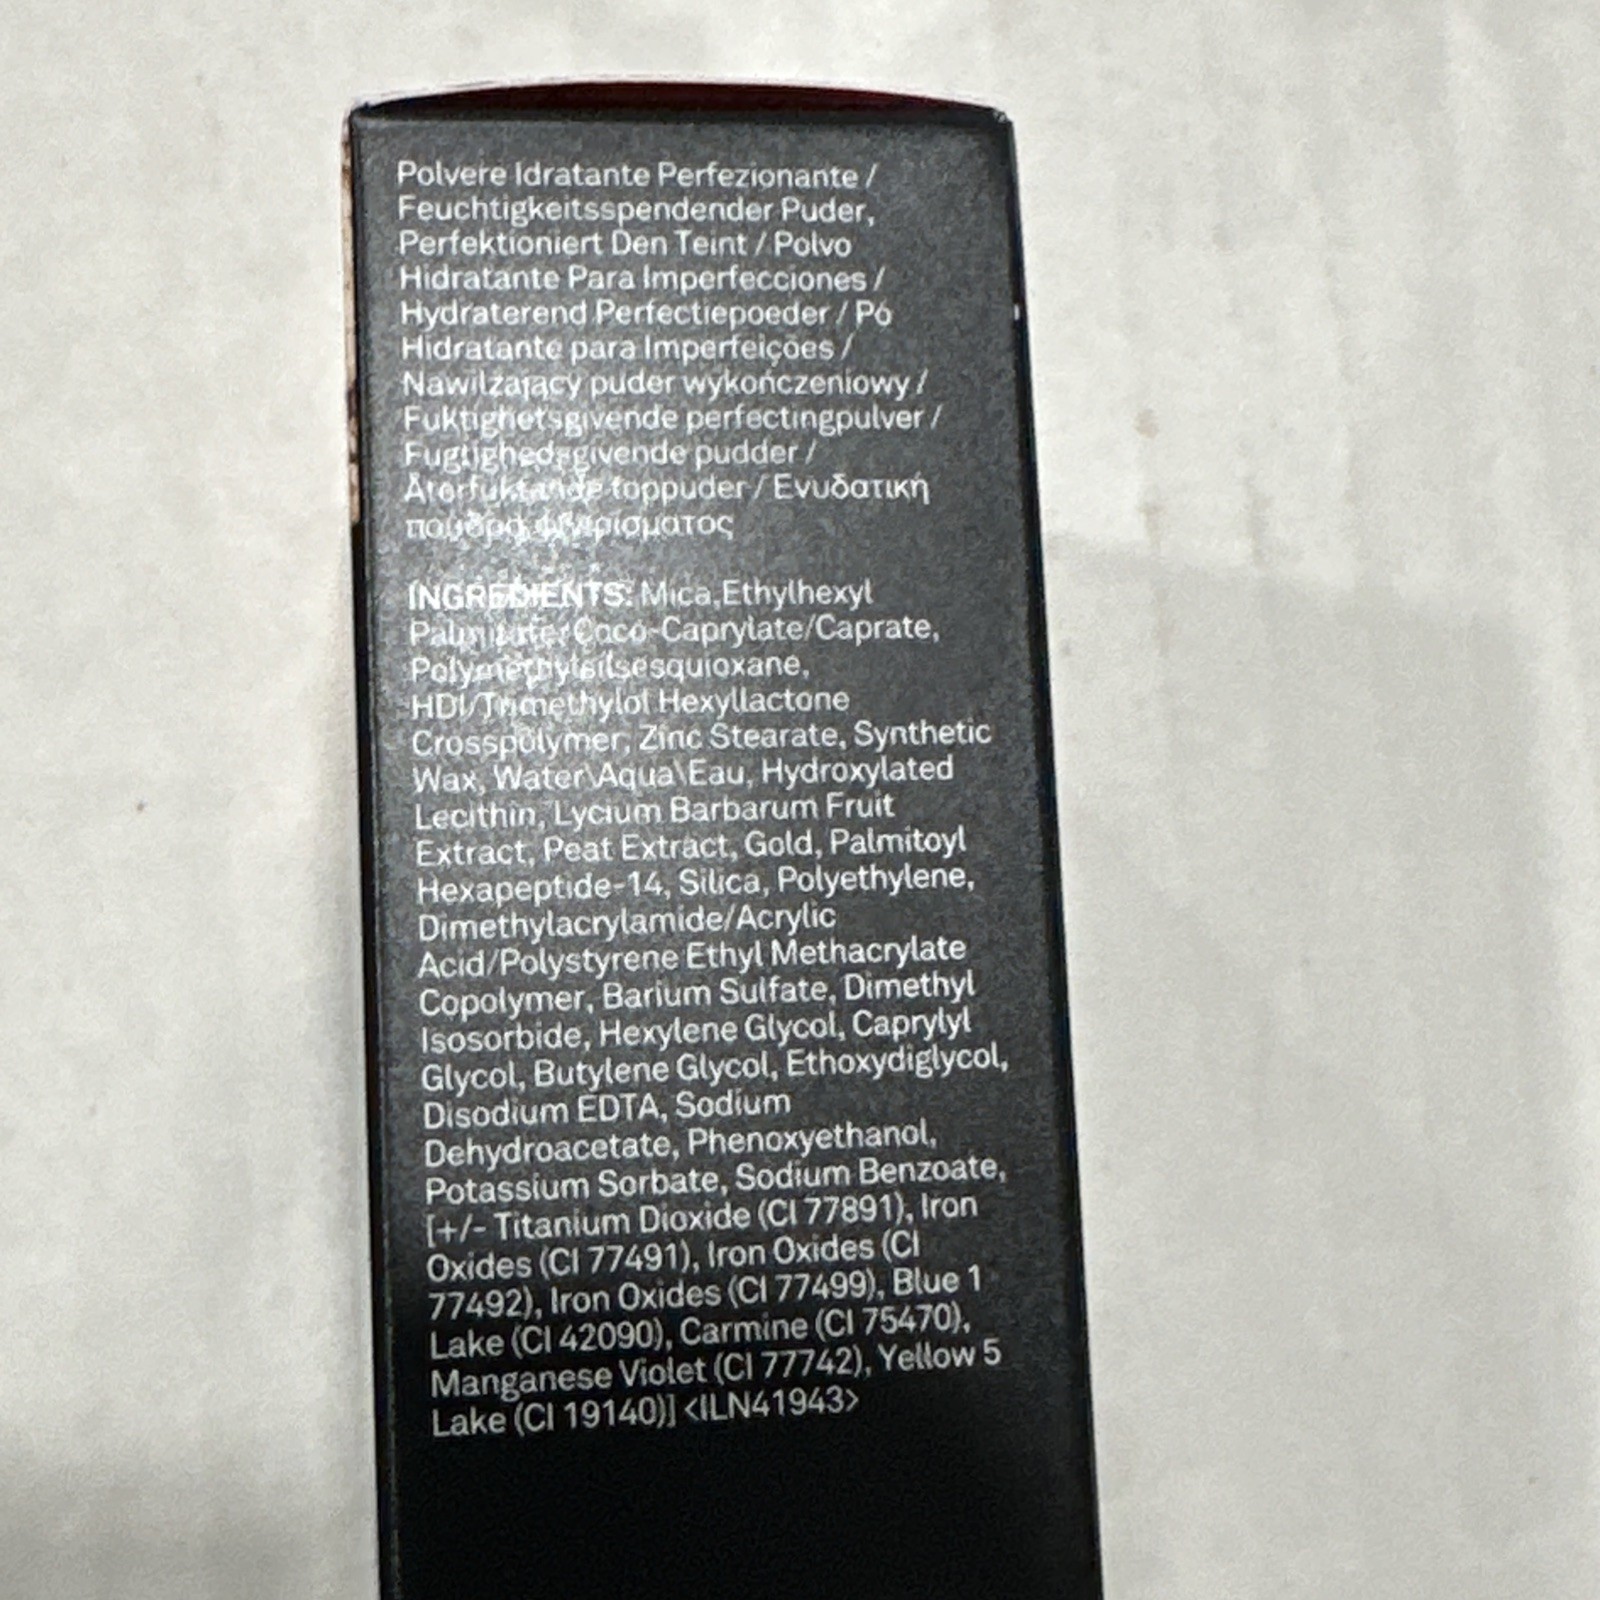 Polvere Idratante Perfezionante /
Feuchtigkeitsspendender Puder,
Perfektioniert Den Teint / Polvo
Hidratante Para Imperfecciones /
Hydraterend Perfectiepoeder / Pó
Hidratante para Imperfeições /
Nawilżający puder wykończeniowy /
Fuktighetsgivende perfectingpulver /
Fugtighedsgivende pudder /
Återfuktande toppuder / Ενυδατική
πούδρα φινιρίσματος
INGREDIENTS: Mica,Ethylhexyl
Palmitate, Coco-Caprylate/Caprate,
Polymethylsilsesquioxane,
HDI/Trimethylol Hexyllactone
Crosspolymer, Zinc Stearate, Synthetic
Wax, Water\Aqua\Eau, Hydroxylated
Lecithin, Lycium Barbarum Fruit
Extract, Peat Extract, Gold, Palmitoyl
Hexapeptide-14, Silica, Polyethylene,
Dimethylacrylamide/Acrylic
Acid/Polystyrene Ethyl Methacrylate
Copolymer, Barium Sulfate, Dimethyl
Isosorbide, Hexylene Glycol, Caprylyl
Glycol, Butylene Glycol, Ethoxydiglycol,
Disodium EDTA, Sodium
Dehydroacetate, Phenoxyethanol,
Potassium Sorbate, Sodium Benzoate,
[+/- Titanium Dioxide (CI 77891), Iron
Oxides (CI 77491), Iron Oxides (CI
77492), Iron Oxides (CI 77499), Blue 1
Lake (CI 42090), Carmine (CI 75470),
Manganese Violet (CI 77742), Yellow 5
Lake (CI 19140)] <ILN41943>